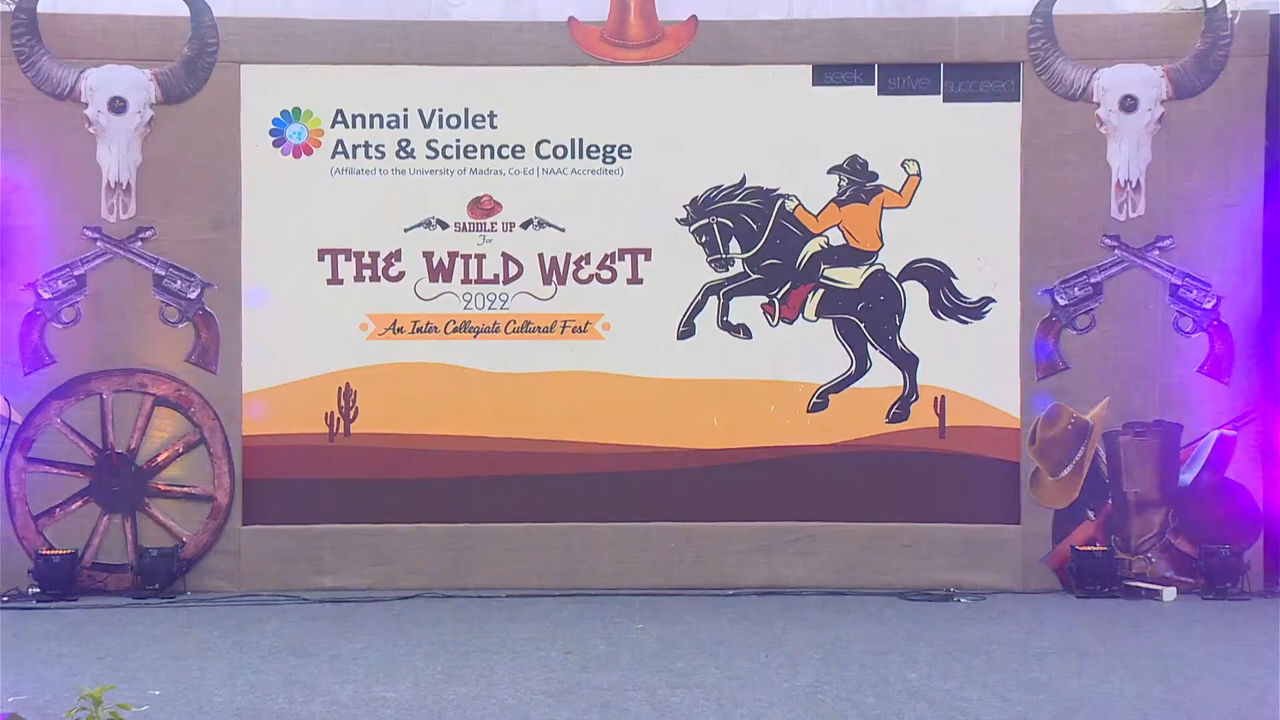 seek strive succeed
Annai Violet
Arts & Science College
(Affiliated to the University of Madras, Co-Ed | NAAC Accredited)
SADDLE UP
For
THE WILD WEST
2022
An Inter Collegiate Cultural Fest